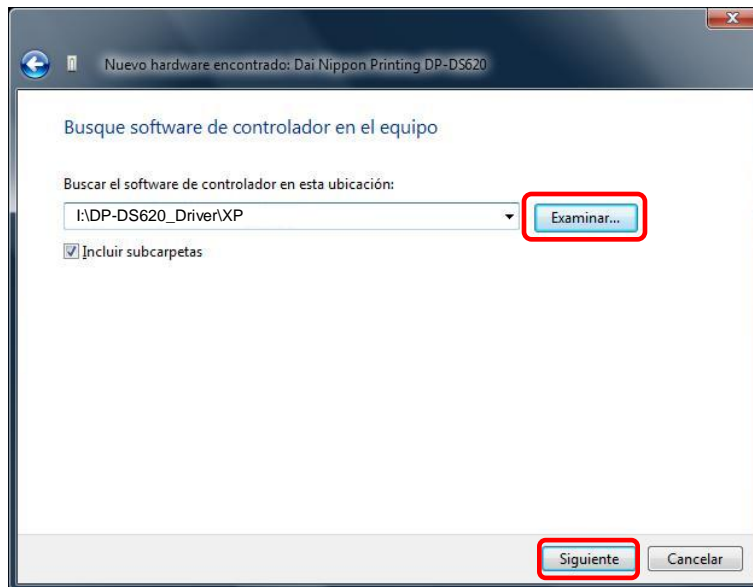 Nuevo hardware encontrado: Dai Nippon Printing DP-DS620
Busque software de controlador en el equipo
Buscar el software de controlador en esta ubicación:
I:\DP-DS620_Driver\XP
Examinar...
Incluir subcarpetas
Siguiente
Cancelar